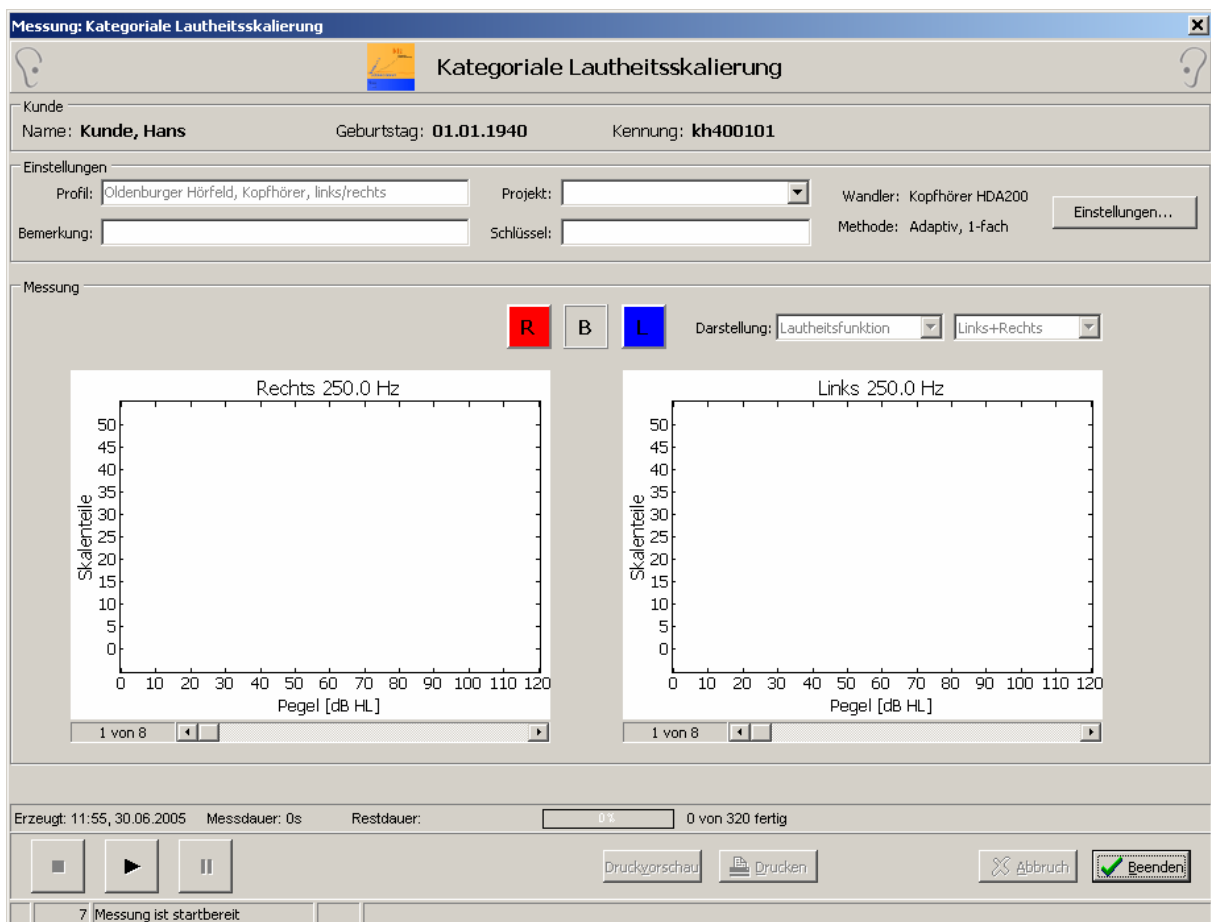 Messung: Kategoriale Lautheitsskalierung
Kategoriale Lautheitsskalierung
Kunde
Name: Kunde, Hans Geburtstag: 01.01.1940 Kennung: kh400101
Einstellungen
Profil: Oldenburger Hörfeld, Kopfhörer, links/rechts Projekt: Wandler: Kopfhörer HDA200 Einstellungen...
Bemerkung: Schlüssel: Methode: Adaptiv, 1-fach
Messung
R B L Darstellung: Lautheitsfunktion Links+Rechts
Rechts 250.0 Hz
50
45
40
35
30
25
20
15
10
5
0
Skalenteile
0 10 20 30 40 50 60 70 80 90 100 110 120
Pegel [dB HL]
1 von 8
Links 250.0 Hz
50
45
40
35
30
25
20
15
10
5
0
Skalenteile
0 10 20 30 40 50 60 70 80 90 100 110 120
Pegel [dB HL]
1 von 8
Erzeugt: 11:55, 30.06.2005 Messdauer: 0s Restdauer: 0 % 0 von 320 fertig
Druckvorschau Drucken Abbruch Beenden
7 Messung ist startbereit